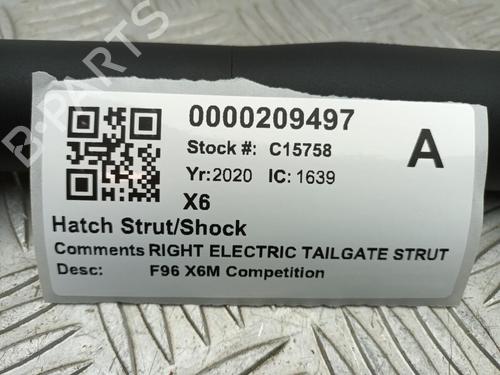 0000209497
Stock #: C15758
A
Yr: 2020 IC: 1639
X6
Hatch Strut/Shock
Comments RIGHT ELECTRIC TAILGATE STRUT
Desc: F96 X6M Competition
B-PARTS